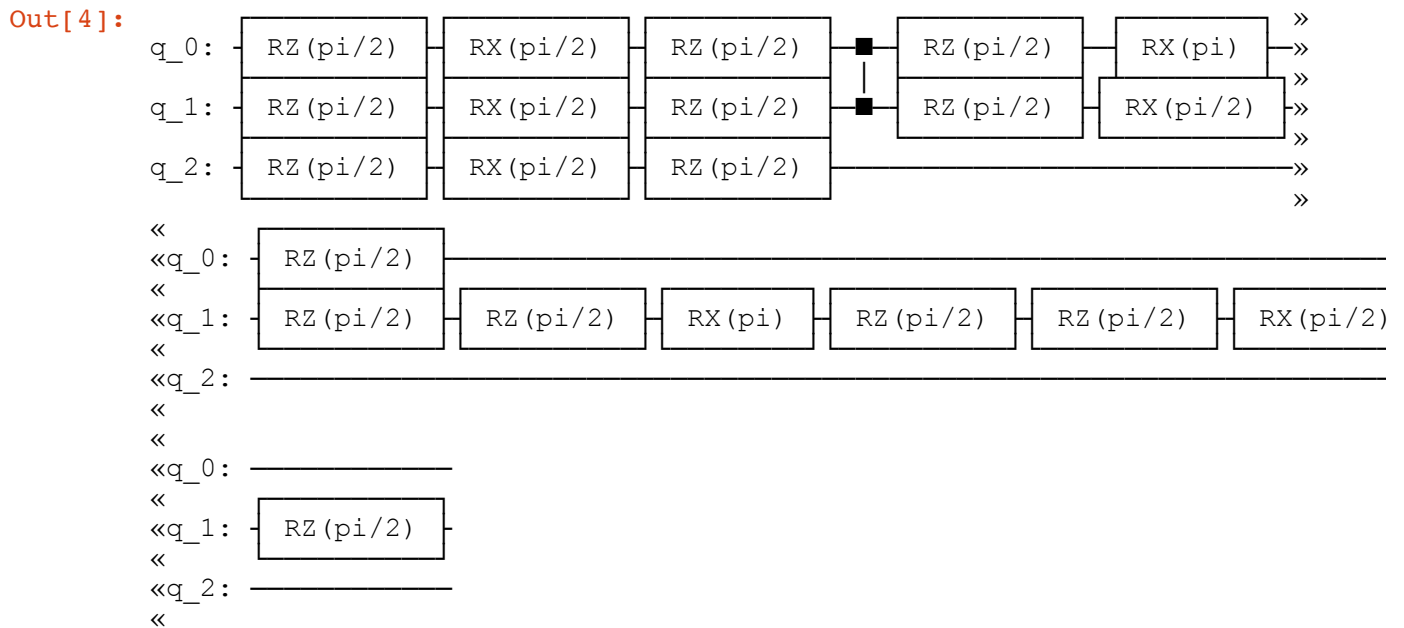 Out[4]:
q_0: RZ(pi/2) RX(pi/2) RZ(pi/2) ■ RZ(pi/2) RX(pi) »
»
q_1: RZ(pi/2) RX(pi/2) RZ(pi/2) ■ RZ(pi/2) RX(pi/2) »
»
q_2: RZ(pi/2) RX(pi/2) RZ(pi/2) »
»
«
«q_0: RZ(pi/2)
«
«q_1: RZ(pi/2) RZ(pi/2) RX(pi) RZ(pi/2) RZ(pi/2) RX(pi/2)
«
«q_2:
«
«
«q_0:
«
«q_1: RZ(pi/2)
«
«q_2:
«